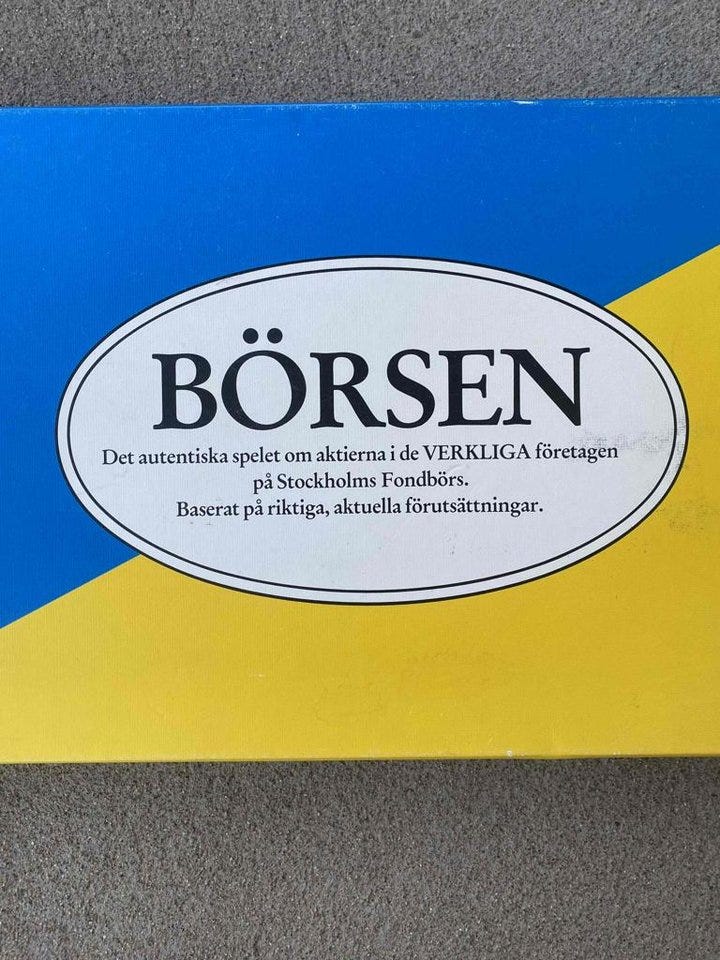 BÖRSEN
Det autentiska spelet om aktierna i de VERKLIGA företagen
på Stockholms Fondbörs.
Baserat på riktiga, aktuella förutsättningar.